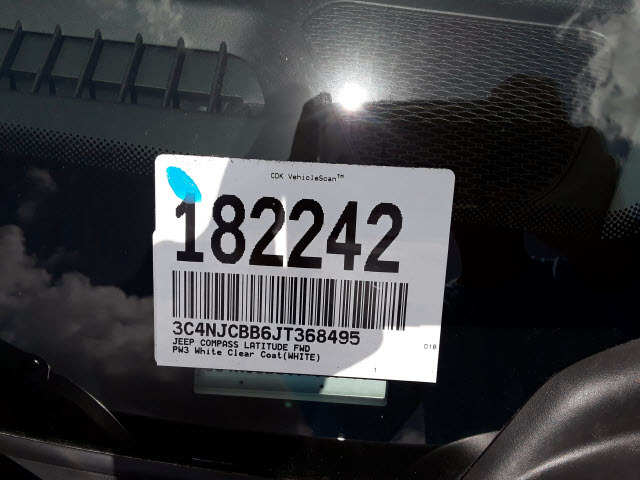 CDK VehicleScan™
182242
3C4NJCBB6JT368495
JEEP COMPASS LATITUDE FWD
PW3 White Clear Coat(WHITE)
D18
1